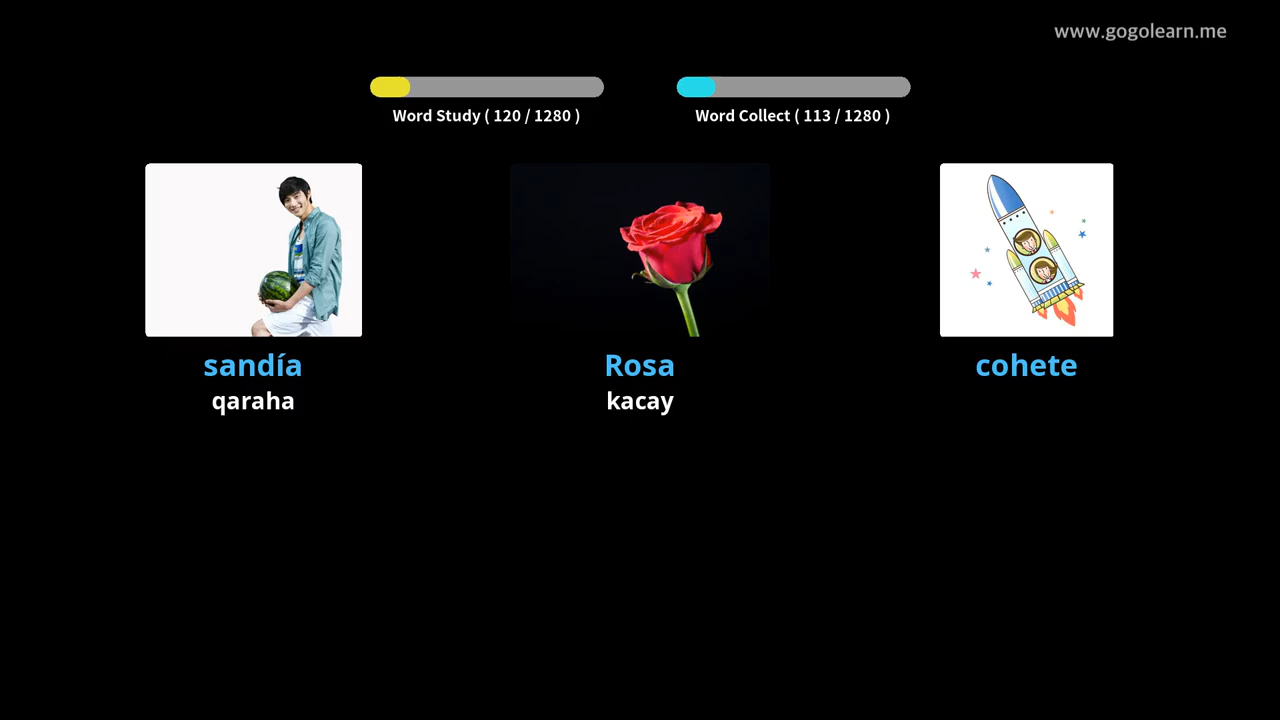 www.gogolearn.me
Word Study ( 120 / 1280 )
Word Collect ( 113 / 1280 )
sandía
qaraha
Rosa
kacay
cohete